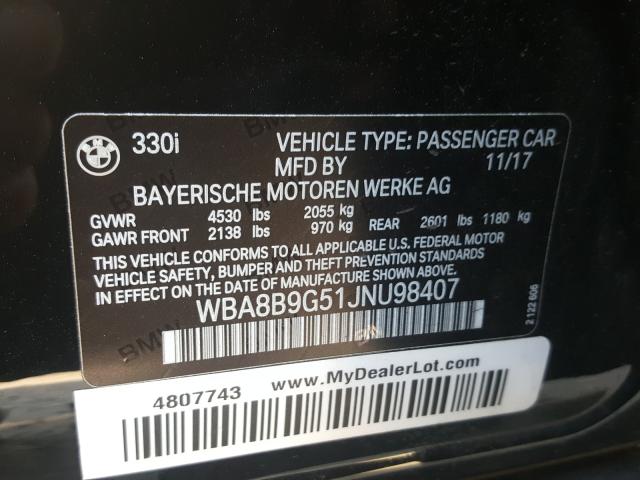 BMW
330i
VEHICLE TYPE: PASSENGER CAR
MFD BY 11/17
BAYERISCHE MOTOREN WERKE AG
GVWR 4530 lbs 2055 kg
GAWR FRONT 2138 lbs 970 kg REAR 2601 lbs 1180 kg
THIS VEHICLE CONFORMS TO ALL APPLICABLE U.S. FEDERAL MOTOR
VEHICLE SAFETY, BUMPER AND THEFT PREVENTION STANDARDS IN
EFFECT ON THE DATE OF MANUFACTURE SHOWN ABOVE.
WBA8B9G51JNU98407
2 122 606
4807743
www.MyDealerLot.com